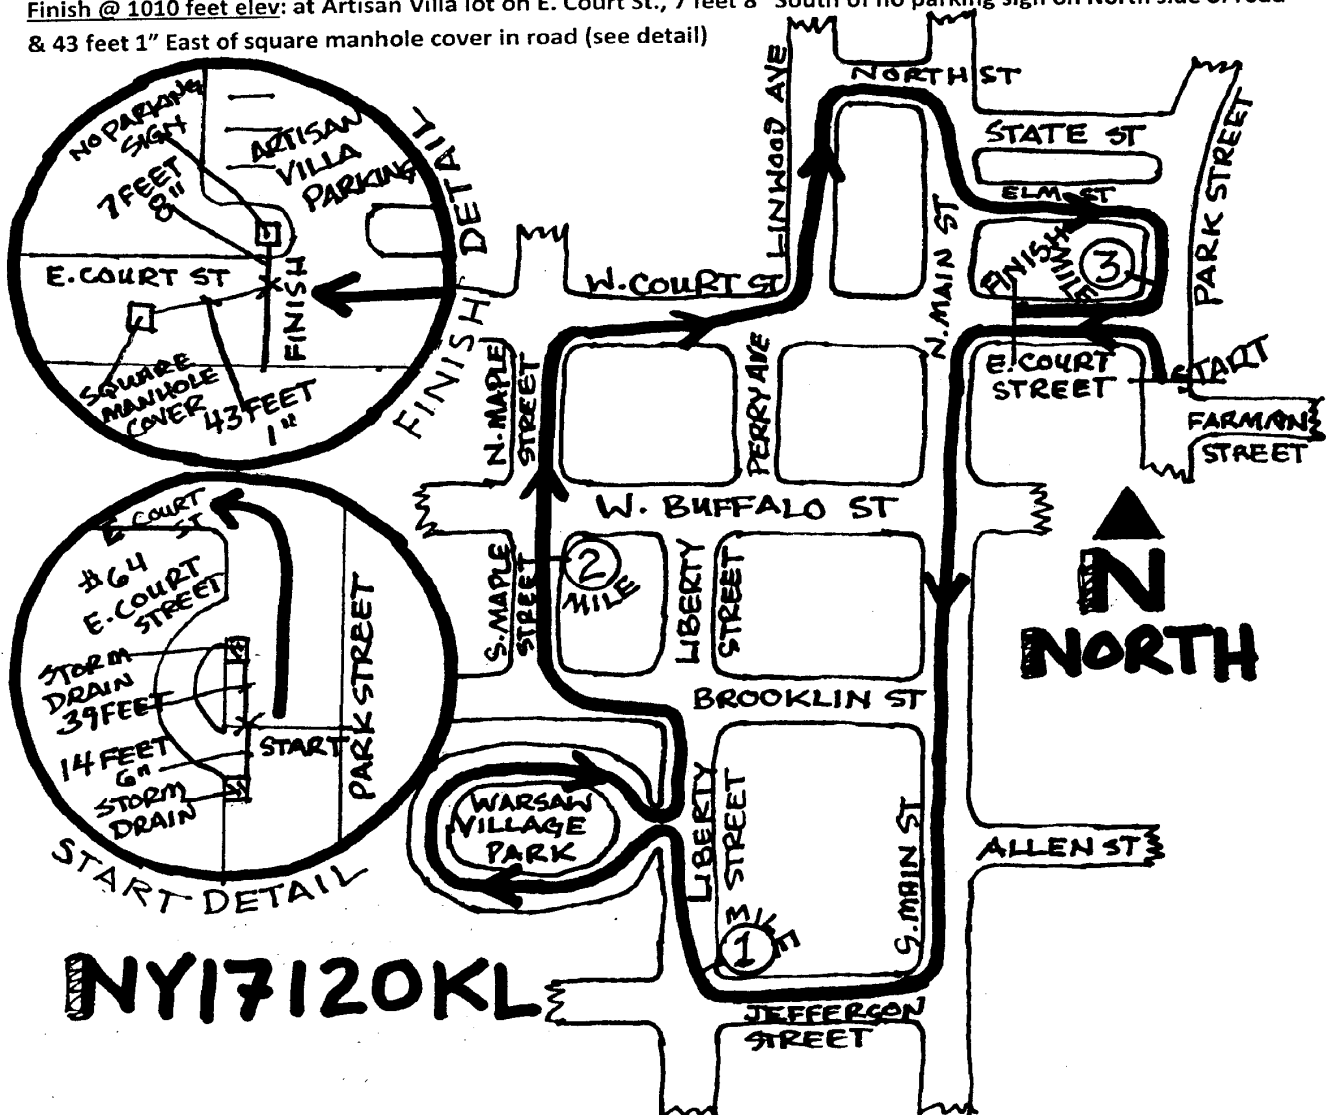 Finish @ 1010 feet elev: at Artisan Villa lot on E. Court St., 7 feet 8" South of no parking sign on North side of road
& 43 feet 1” East of square manhole cover in road (see detail)
NO PARKING
SIGN
7 FEET
8"
ARTISAN
VILLA
PARKING
E. COURT ST
FINISH
SQUARE
MANHOLE
COVER
43 FEET
1"
FINISH DETAIL
E. COURT
ST
#64
E. COURT
STREET
STORM
DRAIN
39 FEET
14 FEET
6"
STORM
DRAIN
START
PARK STREET
START DETAIL
NY17120KL
LINWOOD AVE
NORTH ST
STATE ST
ELM ST
PARK STREET
W. COURT ST
N. MAIN ST
FINISH
MILE
3
E. COURT
STREET
START
FARMAN
STREET
N. MAPLE
STREET
PERRY AVE
W. BUFFALO ST
S. MAPLE
STREET
2
MILE
LIBERTY
STREET
N
NORTH
BROOKLIN ST
WARSAW
VILLAGE
PARK
LIBERTY
STREET
S. MAIN ST
ALLEN ST
MILE
1
JEFFERSON
STREET